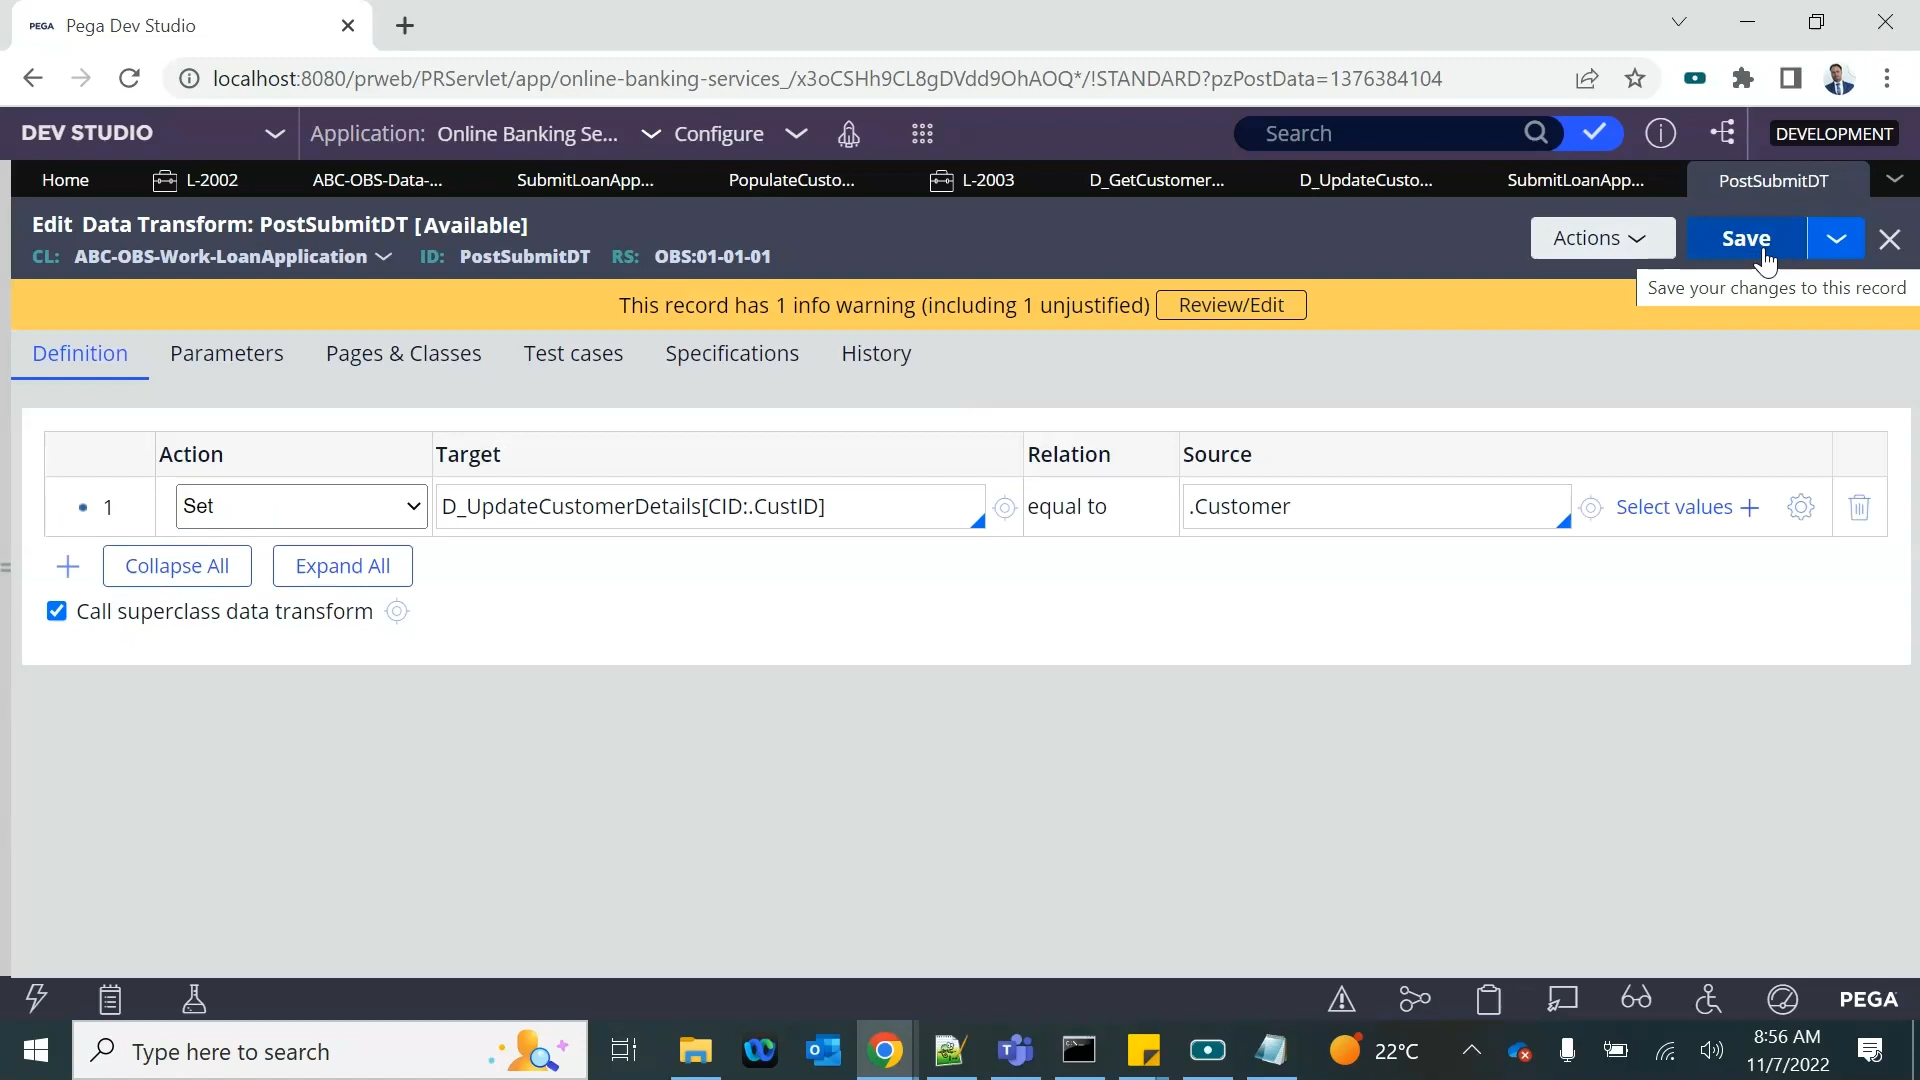 PEGA Pega Dev Studio
localhost:8080/prweb/PRServlet/app/online-banking-services_/x3oCSHh9CL8gDVdd9OhAOQ*/!STANDARD?pzPostData=1376384104
DEV STUDIO Application: Online Banking Se... Configure Search DEVELOPMENT
Home L-2002 ABC-OBS-Data-... SubmitLoanApp... PopulateCusto... L-2003 D_GetCustomer... D_UpdateCusto... SubmitLoanApp... PostSubmitDT
Edit Data Transform: PostSubmitDT [Available] Actions Save
CL: ABC-OBS-Work-LoanApplication ID: PostSubmitDT RS: OBS:01-01-01
Save your changes to this record
This record has 1 info warning (including 1 unjustified) Review/Edit
Definition Parameters Pages & Classes Test cases Specifications History
Action Target Relation Source
1 Set D_UpdateCustomerDetails[CID:.CustID] equal to .Customer Select values
Collapse All Expand All
Call superclass data transform
PEGA
Type here to search 22°C 8:56 AM
11/7/2022